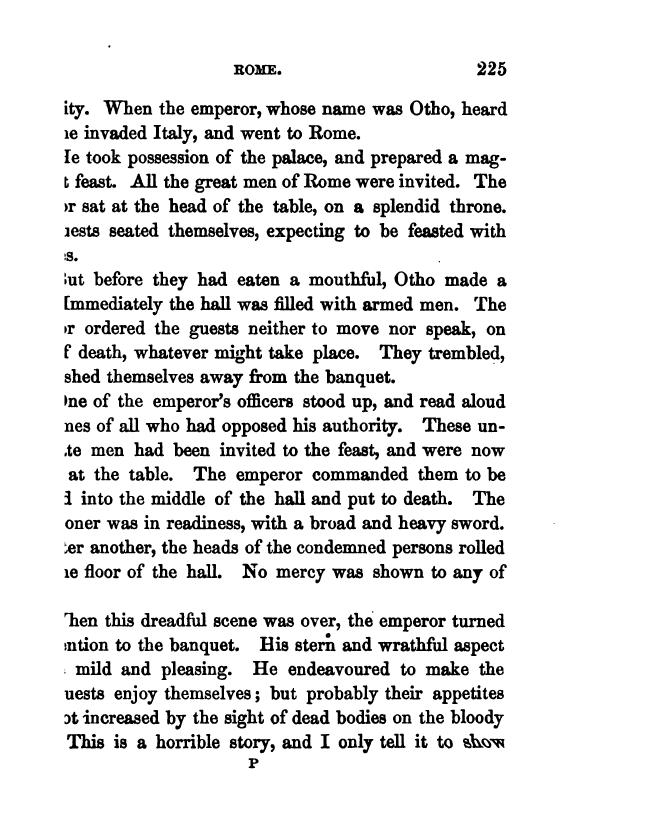 ROME. 225
ity. When the emperor, whose name was Otho, heard
invaded Italy, and went to Rome.
took possession of the palace, and prepared a mag-
feast. All the great men of Rome were invited. The
sat at the head of the table, on a splendid throne.
seated themselves, expecting to be feasted with
before they had eaten a mouthful, Otho made a
Immediately the hall was filled with armed men. The
ordered the guests neither to move nor speak, on
death, whatever might take place. They trembled,
shed themselves away from the banquet.
of the emperor's officers stood up, and read aloud
nes of all who had opposed his authority. These un-
te men had been invited to the feast, and were now
at the table. The emperor commanded them to be
into the middle of the hall and put to death. The
oner was in readiness, with a broad and heavy sword.
er another, the heads of the condemned persons rolled
floor of the hall. No mercy was shown to any of
hen this dreadful scene was over, the emperor turned
ntion to the banquet. His stern and wrathful aspect
mild and pleasing. He endeavoured to make the
uests enjoy themselves; but probably their appetites
increased by the sight of dead bodies on the bloody
This is a horrible story, and I only tell it to show
P